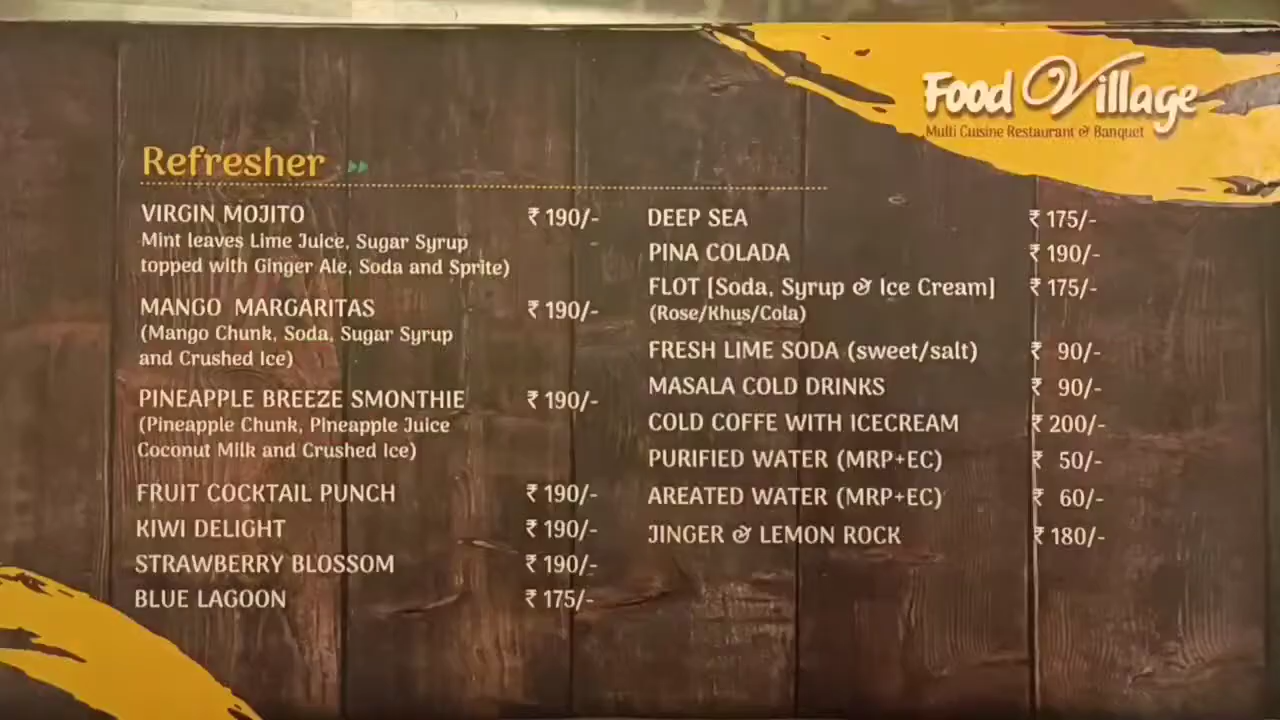 Food Village
Multi Cuisine Restaurant & Banquet
Refresher
VIRGIN MOJITO ₹ 190/-
Mint leaves Lime Juice, Sugar Syrup
topped with Ginger Ale, Soda and Sprite)
MANGO MARGARITAS ₹ 190/-
(Mango Chunk, Soda, Sugar Syrup
and Crushed Ice)
PINEAPPLE BREEZE SMONTHIE ₹ 190/-
(Pineapple Chunk, Pineapple Juice
Coconut Milk and Crushed Ice)
FRUIT COCKTAIL PUNCH ₹ 190/-
KIWI DELIGHT ₹ 190/-
STRAWBERRY BLOSSOM ₹ 190/-
BLUE LAGOON ₹ 175/-
DEEP SEA ₹ 175/-
PINA COLADA ₹ 190/-
FLOT [Soda, Syrup & Ice Cream] ₹ 175/-
(Rose/Khus/Cola)
FRESH LIME SODA (sweet/salt) ₹ 90/-
MASALA COLD DRINKS ₹ 90/-
COLD COFFE WITH ICECREAM ₹ 200/-
PURIFIED WATER (MRP+EC) ₹ 50/-
AREATED WATER (MRP+EC) ₹ 60/-
JINGER & LEMON ROCK ₹ 180/-